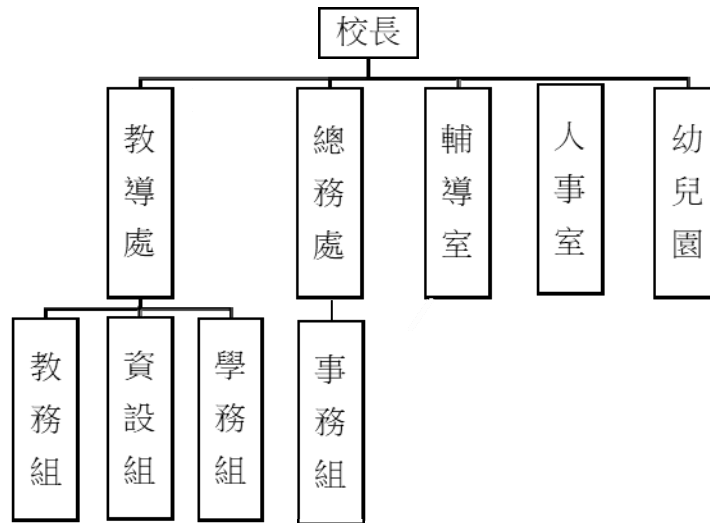 校長
教導處
總務處
輔導室
人事室
幼兒園
教務組
資設組
學務組
事務組